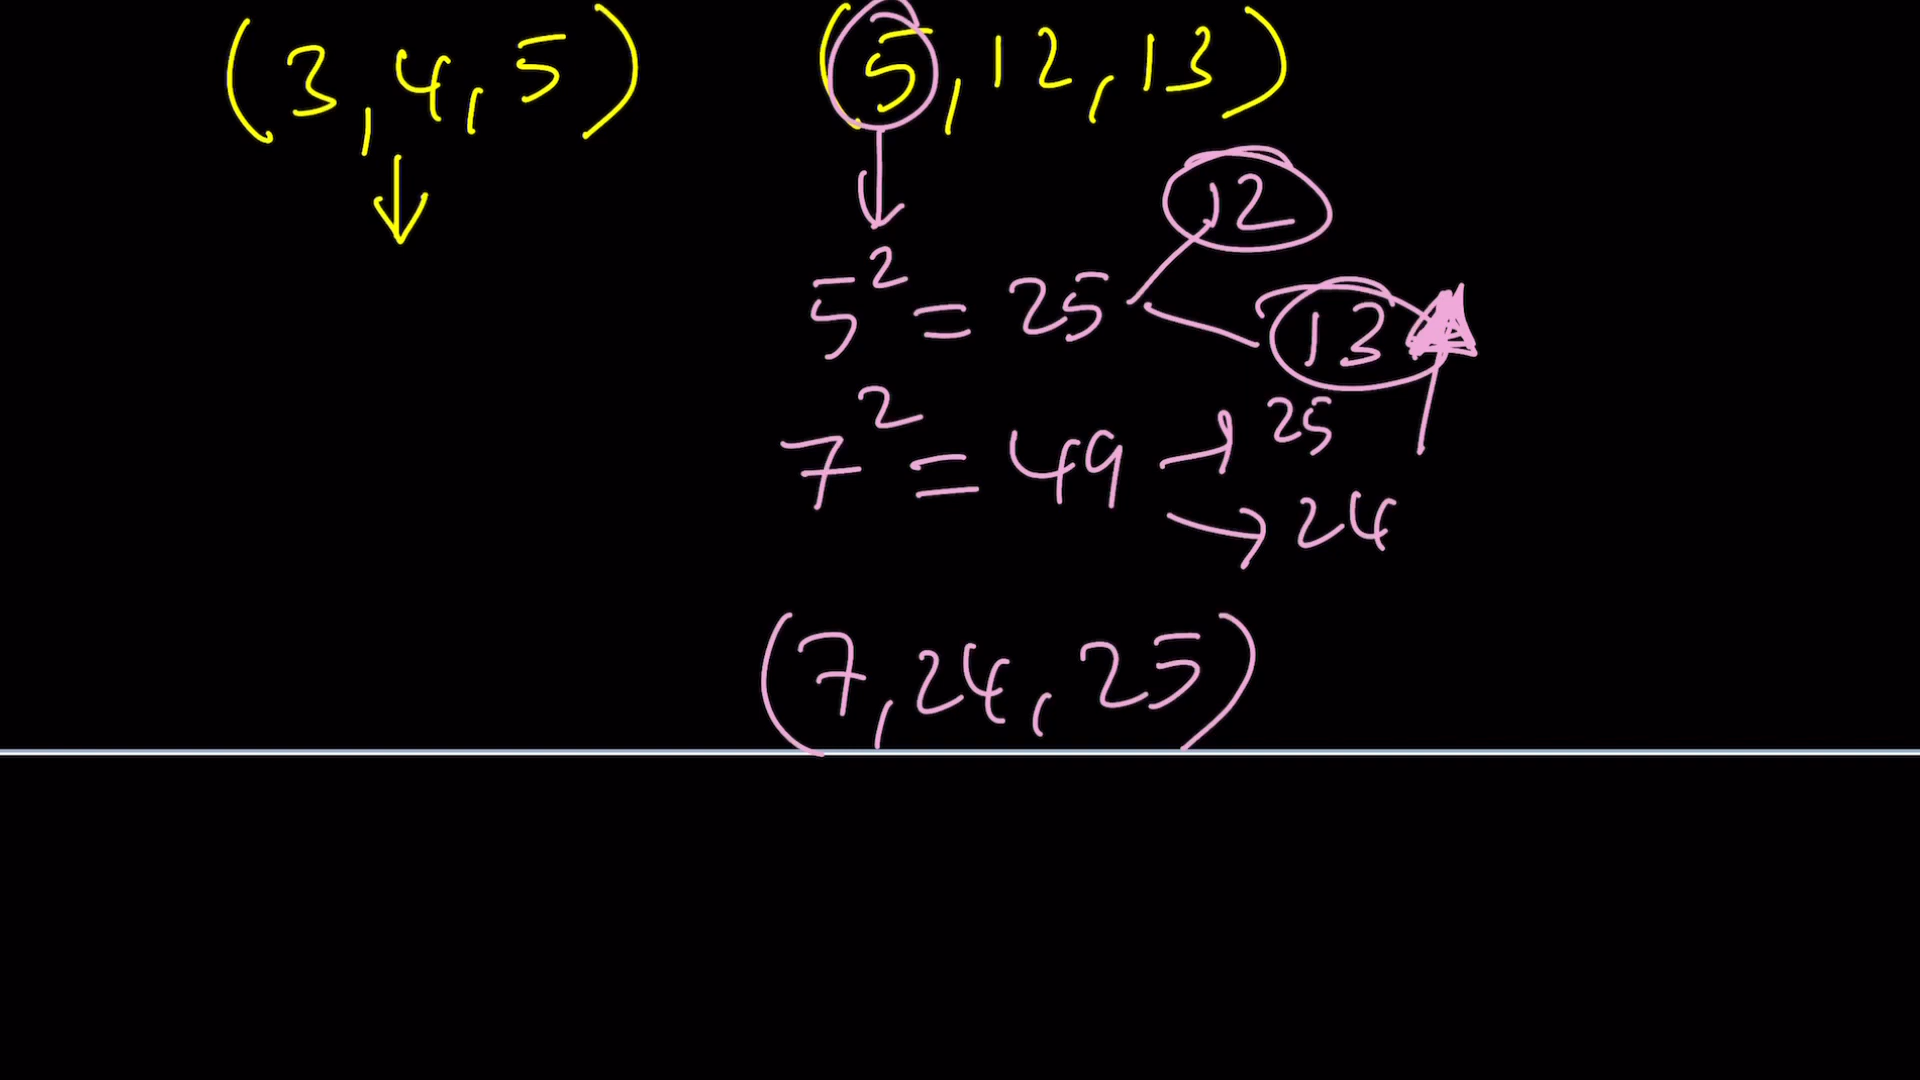 (3,4,5) (5,12,13)
12
5² = 25
13
7² = 49 → 25
→ 24
(7,24,25)